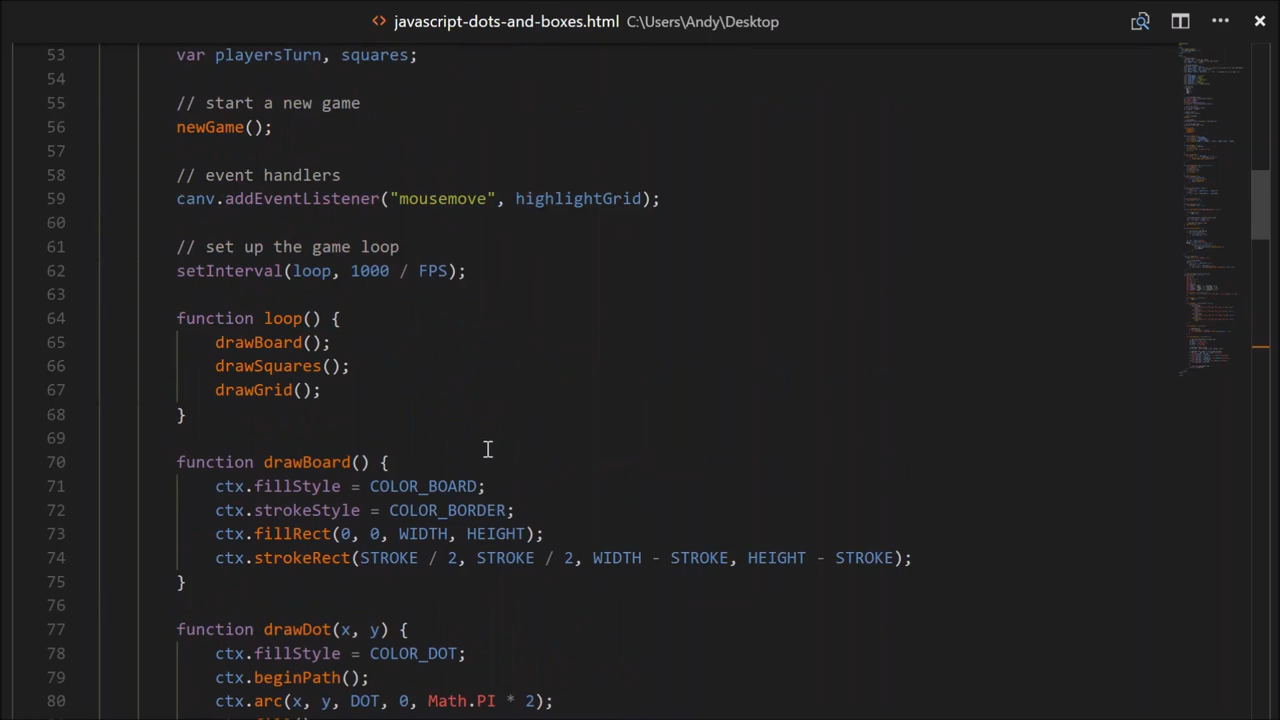 javascript-dots-and-boxes.html C:\Users\Andy\Desktop
53 var playersTurn, squares;
54
55 // start a new game
56 newGame();
57
58 // event handlers
59 canv.addEventListener("mousemove", highlightGrid);
60
61 // set up the game loop
62 setInterval(loop, 1000 / FPS);
63
64 function loop() {
65 drawBoard();
66 drawSquares();
67 drawGrid();
68 }
69
70 function drawBoard() {
71 ctx.fillStyle = COLOR_BOARD;
72 ctx.strokeStyle = COLOR_BORDER;
73 ctx.fillRect(0, 0, WIDTH, HEIGHT);
74 ctx.strokeRect(STROKE / 2, STROKE / 2, WIDTH - STROKE, HEIGHT - STROKE);
75 }
76
77 function drawDot(x, y) {
78 ctx.fillStyle = COLOR_DOT;
79 ctx.beginPath();
80 ctx.arc(x, y, DOT, 0, Math.PI * 2);